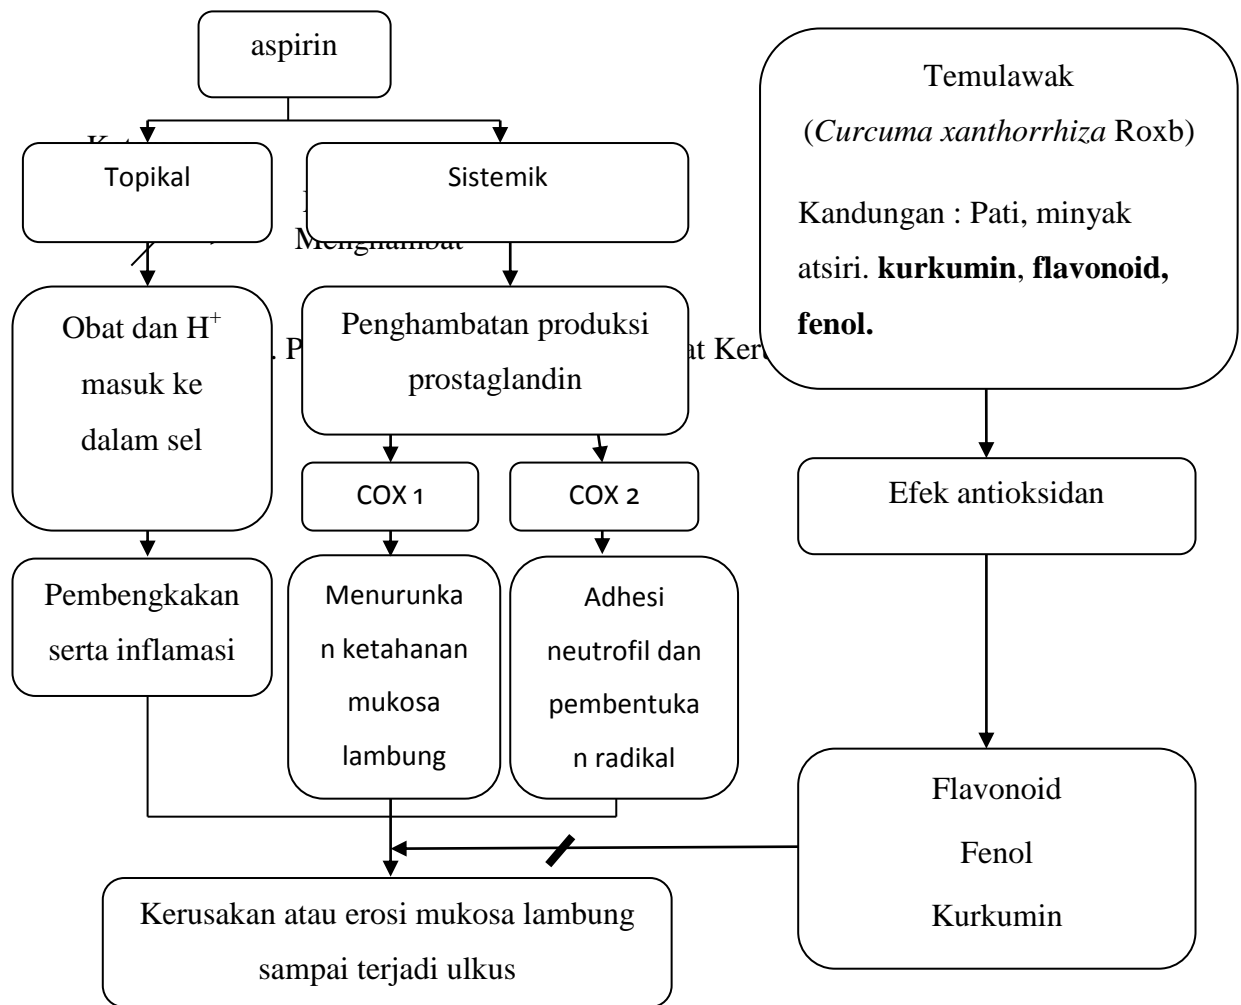 aspirin
Temulawak
(Curcuma xanthorrhiza Roxb)
Kandungan : Pati, minyak
atsiri. kurkumin, flavonoid,
fenol.
Topikal
Sistemik
Menghambat
Obat dan H+
masuk ke
dalam sel
Penghambatan produksi
prostaglandin
COX 1
COX 2
Efek antioksidan
Pembengkakan
serta inflamasi
Menurunka
n ketahanan
mukosa
lambung
Adhesi
neutrofil dan
pembentuka
n radikal
Flavonoid
Fenol
Kurkumin
Kerusakan atau erosi mukosa lambung
sampai terjadi ulkus